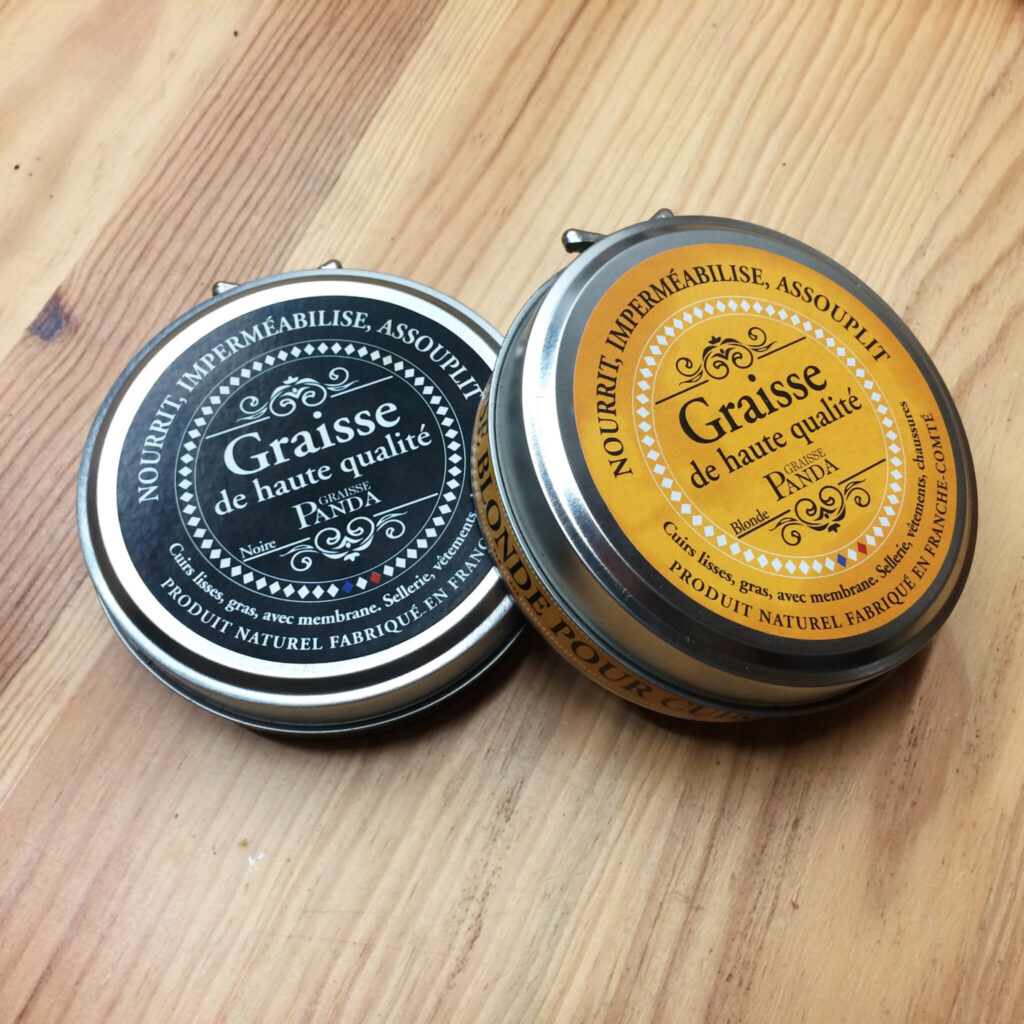 NOURRIT, IMPERMÉABILISE, ASSOUPLIT
Graisse
de haute qualité
GRAISSE
PANDA
Noire
Cuirs lisses, gras, avec membrane. Sellerie, vêtements,
PRODUIT NATUREL FABRIQUÉ EN
NOURRIT, IMPERMÉABILISE, ASSOUPLIT
Graisse
de haute qualité
GRAISSE
PANDA
Blonde
Cuirs lisses, gras, avec membrane. Sellerie, vêtements, chaussures
PRODUIT NATUREL FABRIQUÉ EN FRANCHE-COMTÉ
BLONDE POUR CUIR